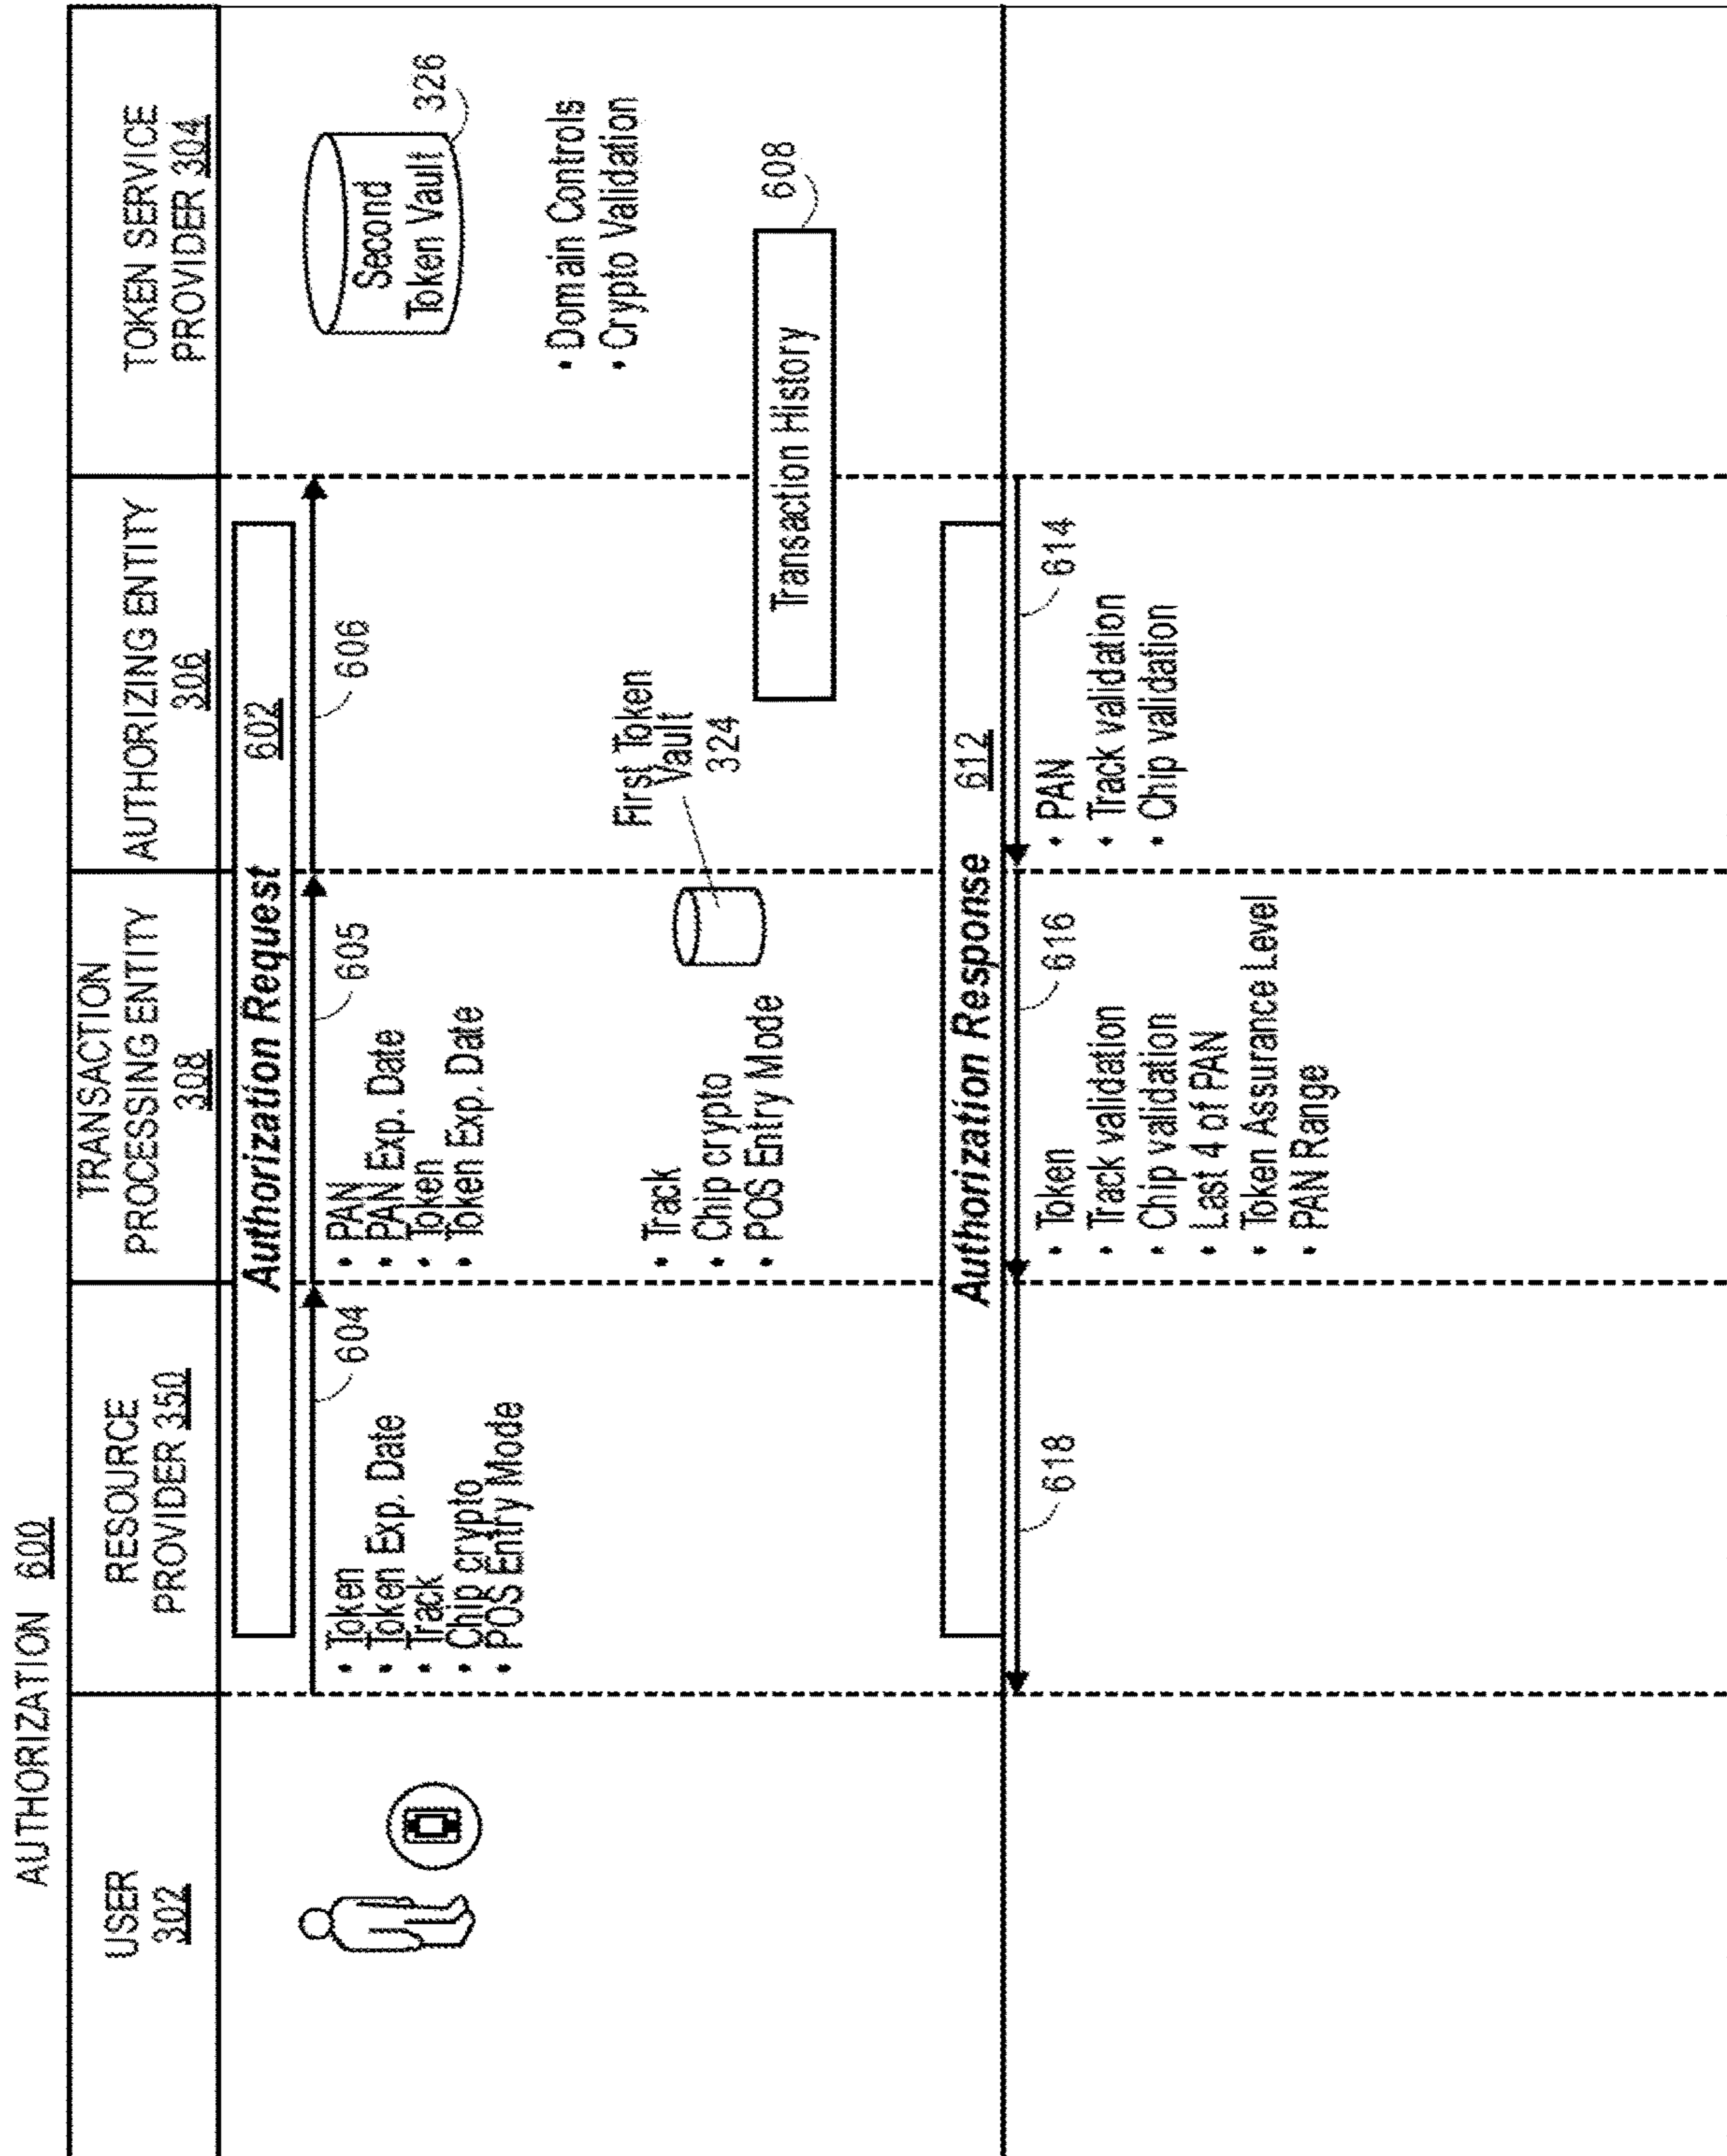 AUTHORIZATION 600
USER
302
RESOURCE
PROVIDER 350
TRANSACTION
PROCESSING ENTITY
308
AUTHORIZING ENTITY
306
TOKEN SERVICE
PROVIDER 304
Authorization Request 602
604
605
606
• Token
• Token Exp. Date
• Track
• Chip crypto
• POS Entry Mode
• PAN
• PAN Exp. Date
• Token
• Token Exp. Date
• Track
• Chip crypto
• POS Entry Mode
First Token
Vault
324
Second
Token Vault
326
• Domain Controls
• Crypto Validation
Transaction History
608
Authorization Response 612
618
616
614
• Token
• Track validation
• Chip validation
• Last 4 of PAN
• Token Assurance Level
• PAN Range
• PAN
• Track validation
• Chip validation